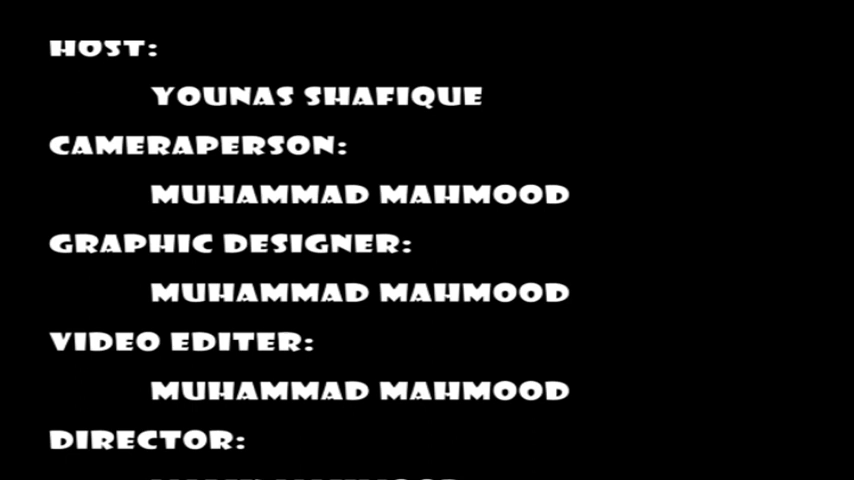 HOST:
YOUNAS SHAFIQUE
CAMERAPERSON:
MUHAMMAD MAHMOOD
GRAPHIC DESIGNER:
MUHAMMAD MAHMOOD
VIDEO EDITER:
MUHAMMAD MAHMOOD
DIRECTOR: